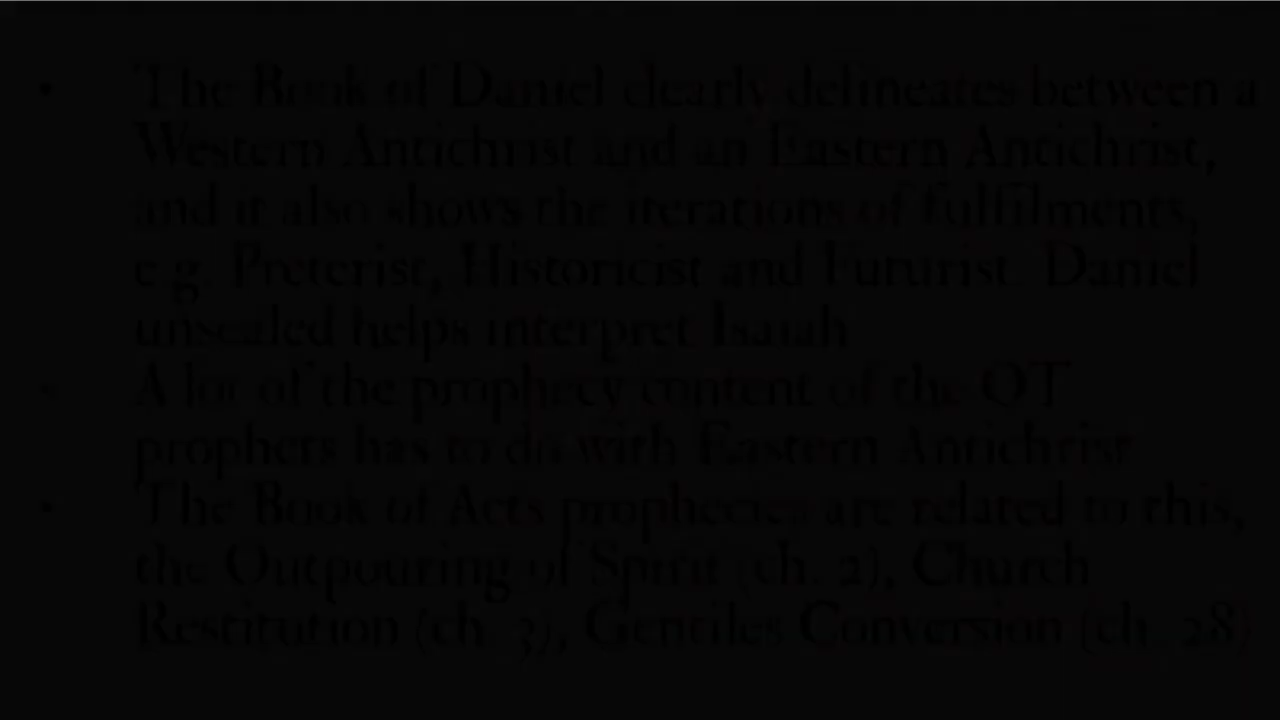 • The Book of Daniel clearly delineates between a
Western Antichrist and an Eastern Antichrist,
and it also shows the iterations of fulfilments,
e.g. Preterist, Historicist and Futurist. Daniel
unsealed helps interpret Isaiah
• A lot of the prophecy content of the OT
prophets has to do with Eastern Antichrist
• The Book of Acts prophecies are related to this,
the Outpouring of Spirit (ch. 2), Church
Restitution (ch. 3), Gentiles Conversion (ch. 28)